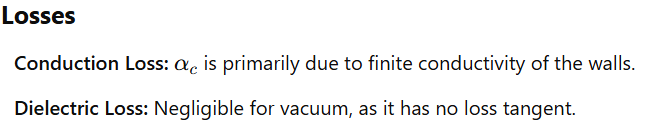 Losses
Conduction Loss: α_c is primarily due to finite conductivity of the walls.
Dielectric Loss: Negligible for vacuum, as it has no loss tangent.